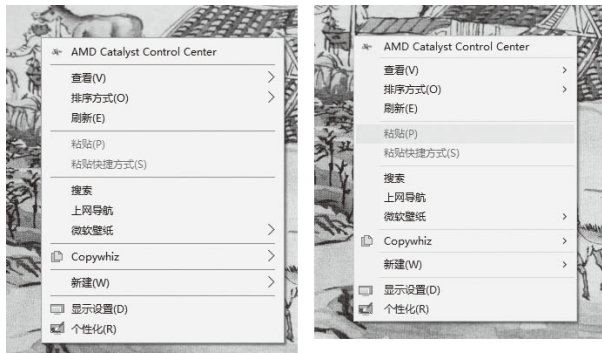 AMD Catalyst Control Center
查看(V)
排序方式(O)
刷新(E)
粘贴(P)
粘贴快捷方式(S)
搜索
上网导航
微软壁纸
Copywhiz
新建(W)
显示设置(D)
个性化(R)
AMD Catalyst Control Center
查看(V)
排序方式(O)
刷新(E)
粘贴(P)
粘贴快捷方式(S)
搜索
上网导航
微软壁纸
Copywhiz
新建(W)
显示设置(D)
个性化(R)